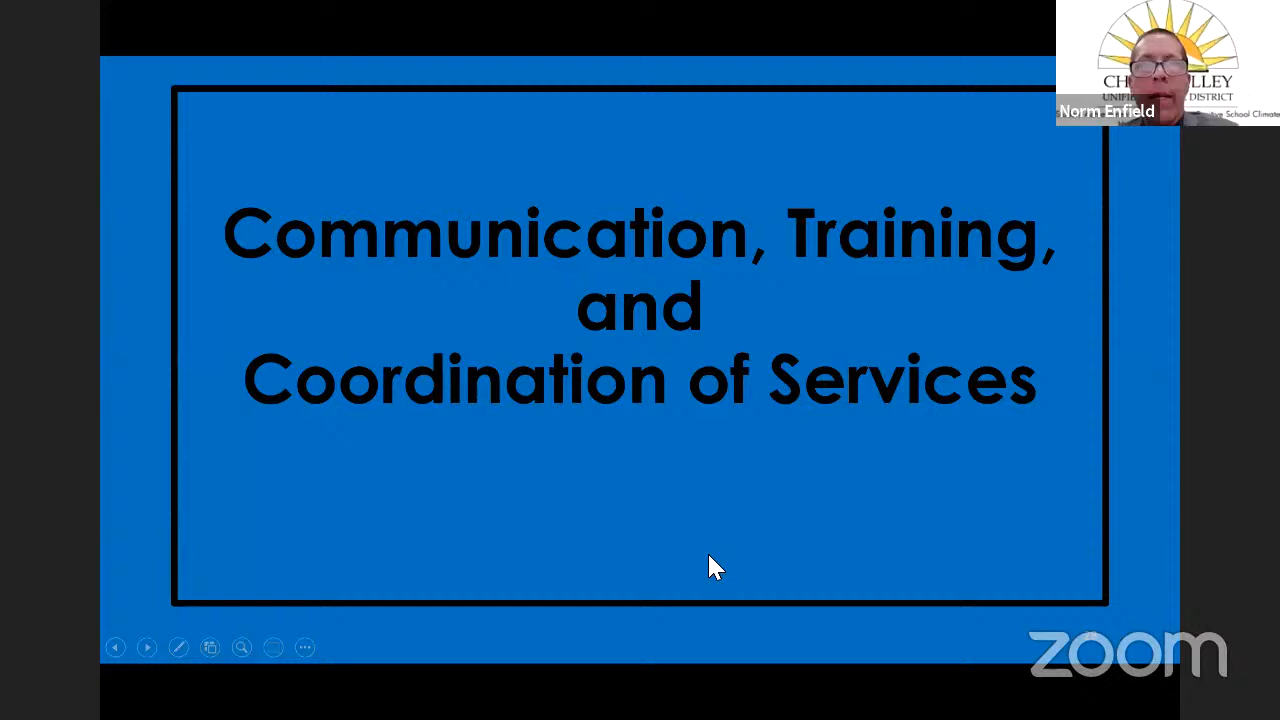 Communication, Training,
and
Coordination of Services
Norm Enfield
zoom